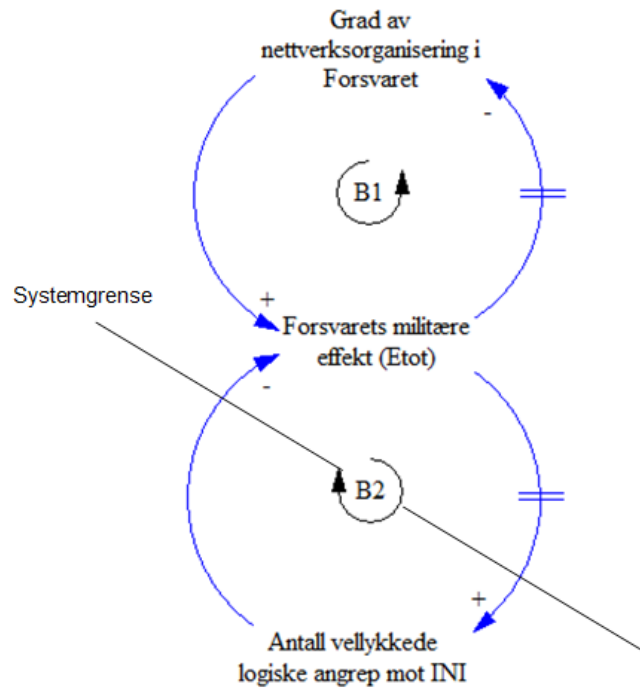 Grad av
nettverksorganisering i
Forsvaret
-
B1
Systemgrense
+
Forsvarets militære
effekt (Etot)
-
B2
+
Antall vellykkede
logiske angrep mot INI